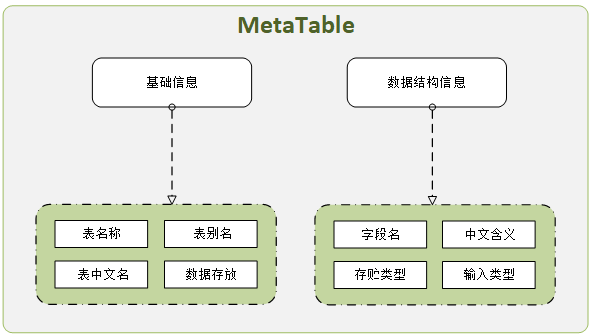 MetaTable
基础信息
数据结构信息
表名称
表别名
字段名
中文含义
表中文名
数据存放
存贮类型
输入类型